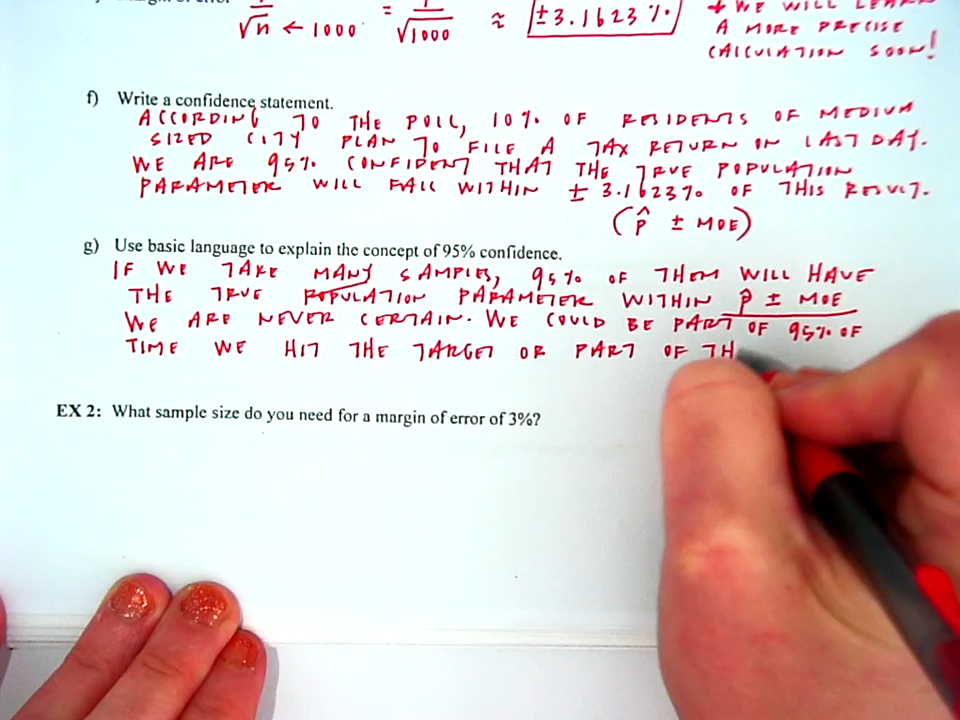 √n ← 1000 = 1/√1000 ≈ ±3.1623% * WE WILL LEARN
A MORE PRECISE
CALCULATION SOON!
f) Write a confidence statement.
ACCORDING TO THE POLL, 10% OF RESIDENTS OF MEDIUM
SIZED CITY PLAN TO FILE A TAX RETURN ON LAST DAY.
WE ARE 95% CONFIDENT THAT THE TRUE POPULATION
PARAMETER WILL FALL WITHIN ± 3.1623% OF THIS RESULT.
(p̂ ± MOE)
g) Use basic language to explain the concept of 95% confidence.
IF WE TAKE MANY SAMPLES, 95% OF THEM WILL HAVE
THE TRUE POPULATION PARAMETER WITHIN p̂ ± MOE
WE ARE NEVER CERTAIN. WE COULD BE PART OF 95% OF
TIME WE HIT THE TARGET OR PART OF TH
EX 2: What sample size do you need for a margin of error of 3%?